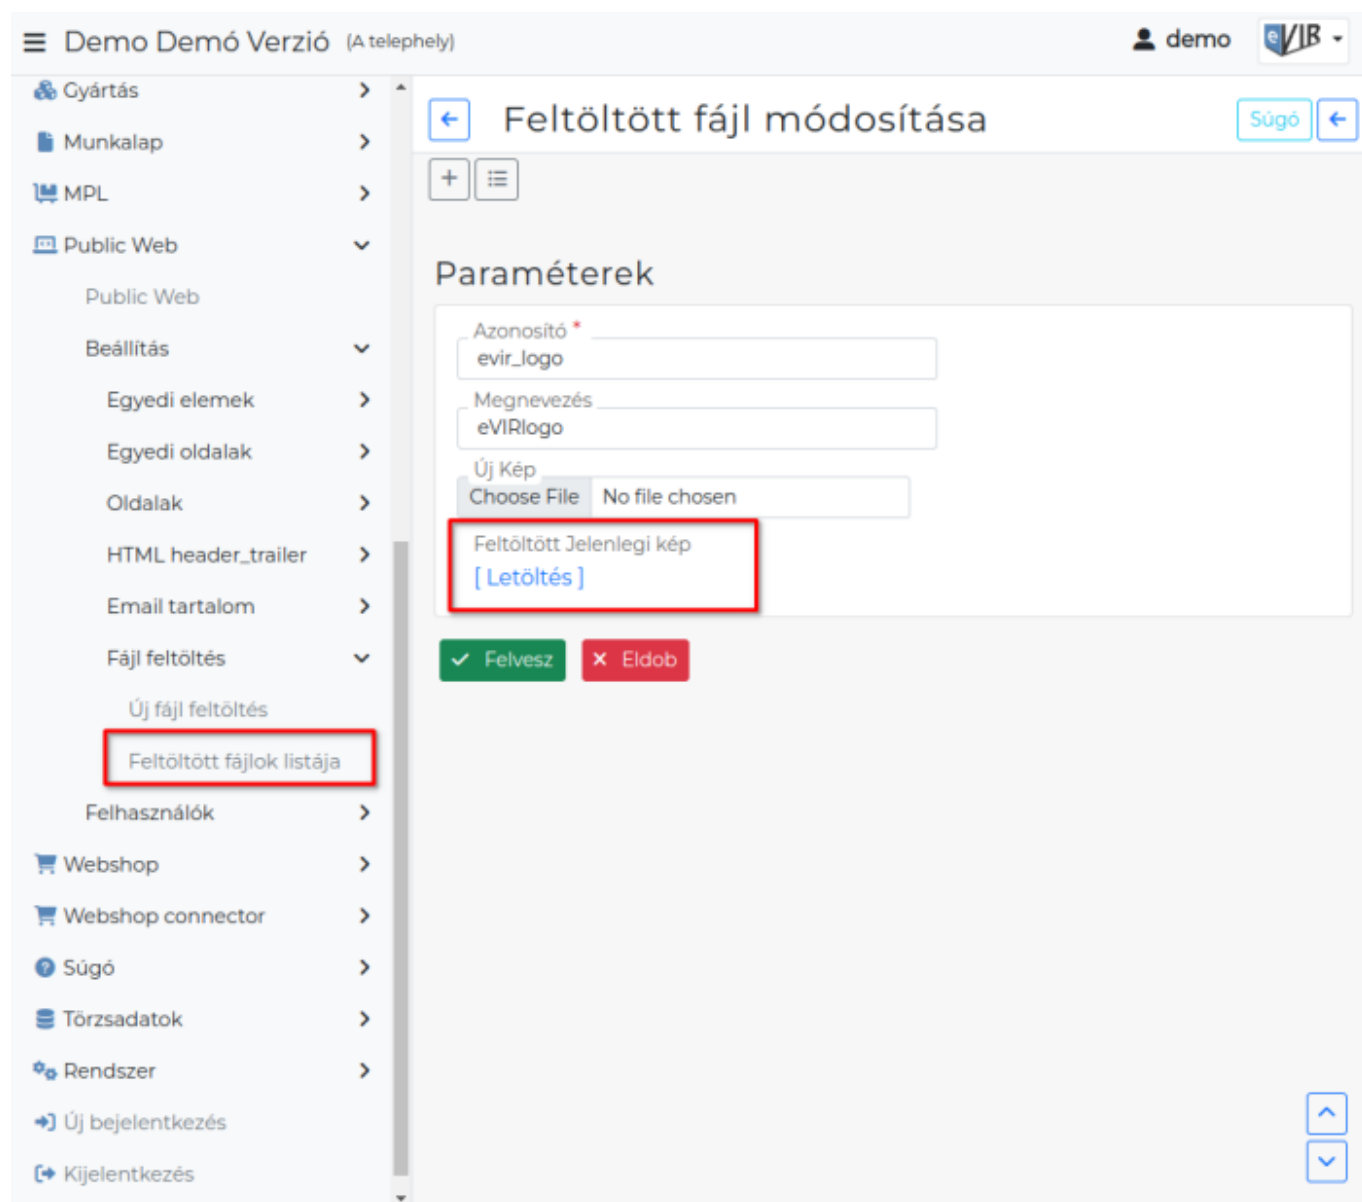 Demo Demó Verzió (A telephely)
demo
eVIR
Gyártás
Munkalap
MPL
Public Web
Public Web
Beállítás
Egyedi elemek
Egyedi oldalak
Oldalak
HTML header_trailer
Email tartalom
Fájl feltöltés
Új fájl feltöltés
Feltöltött fájlok listája
Felhasználók
Webshop
Webshop connector
Súgó
Törzsadatok
Rendszer
Új bejelentkezés
Kijelentkezés
Feltöltött fájl módosítása
Súgó
Paraméterek
Azonosító *
evir_logo
Megnevezés
eVIRlogo
Új Kép
Choose File No file chosen
Feltöltött Jelenlegi kép
[ Letöltés ]
Felvesz
Eldob